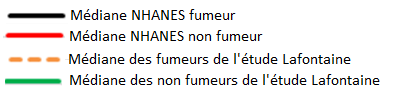 Médiane NHANES fumeur
Médiane NHANES non fumeur
Médiane des fumeurs de l'étude Lafontaine
Médiane des non fumeurs de l'étude Lafontaine